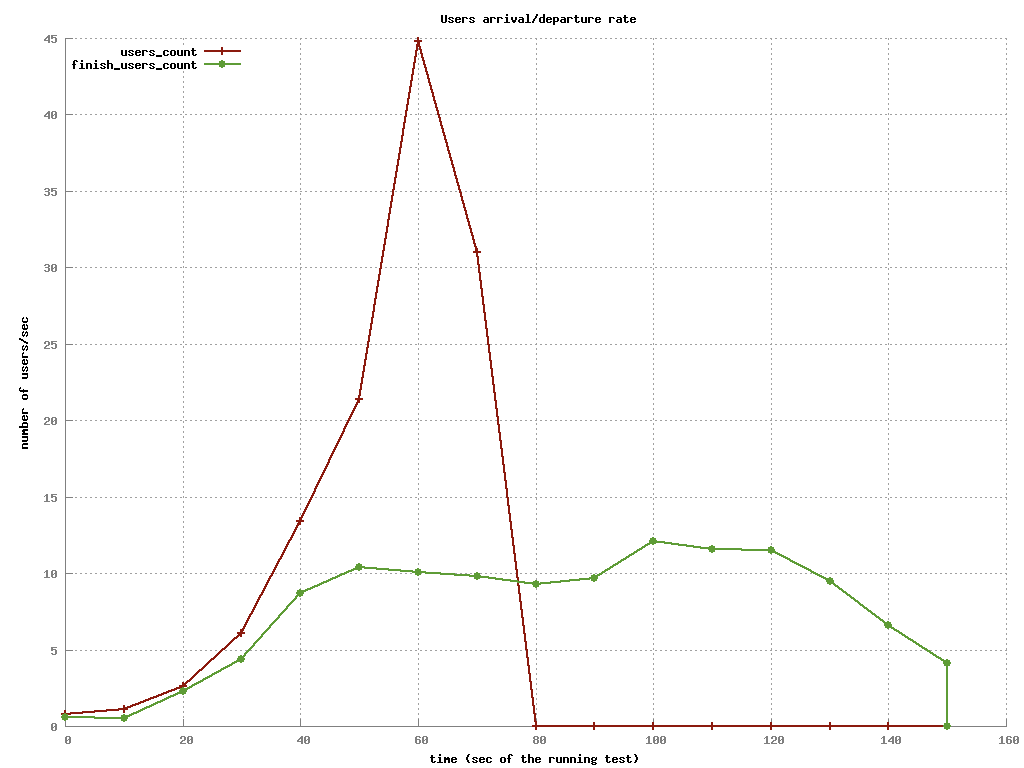 Users arrival/departure rate
users_count
finish_users_count
45
40
35
30
25
20
15
10
5
0
number of users/sec
0 20 40 60 80 100 120 140 160
time (sec of the running test)